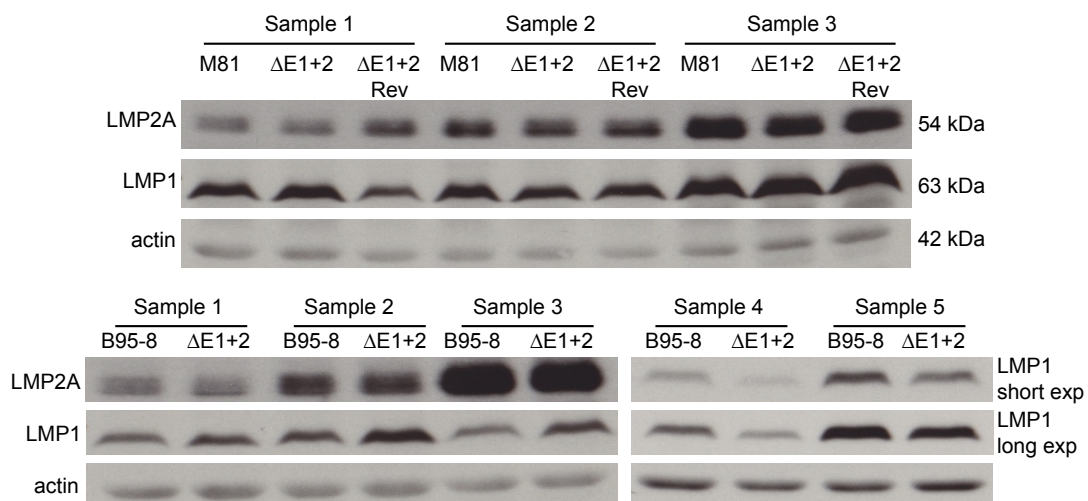 Sample 1 Sample 2 Sample 3
M81 ΔE1+2 ΔE1+2 Rev M81 ΔE1+2 ΔE1+2 Rev M81 ΔE1+2 ΔE1+2 Rev
LMP2A 54 kDa
LMP1 63 kDa
actin 42 kDa
Sample 1 Sample 2 Sample 3 Sample 4 Sample 5
B95-8 ΔE1+2 B95-8 ΔE1+2 B95-8 ΔE1+2 B95-8 ΔE1+2 B95-8 ΔE1+2
LMP2A LMP1 short exp
LMP1 LMP1 long exp
actin